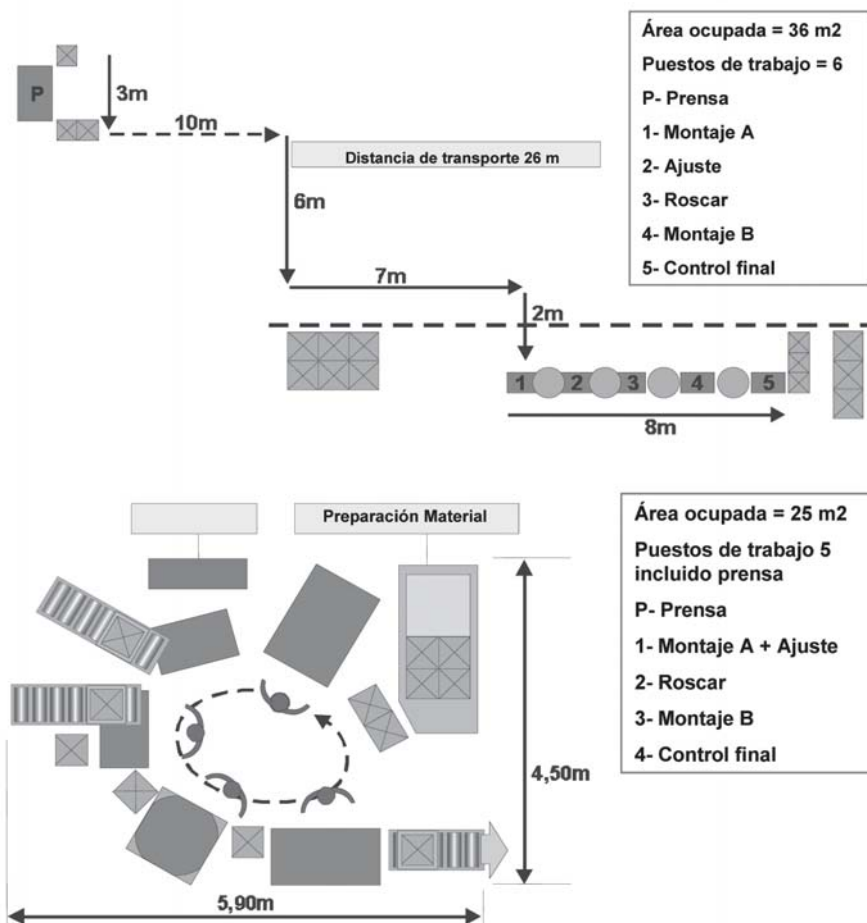 P
3m
10m
Distancia de transporte 26 m
6m
7m
2m
1
2
3
4
5
8m
Área ocupada = 36 m2
Puestos de trabajo = 6
P- Prensa
1- Montaje A
2- Ajuste
3- Roscar
4- Montaje B
5- Control final
Preparación Material
4,50m
5,90m
Área ocupada = 25 m2
Puestos de trabajo 5
incluido prensa
P- Prensa
1- Montaje A + Ajuste
2- Roscar
3- Montaje B
4- Control final